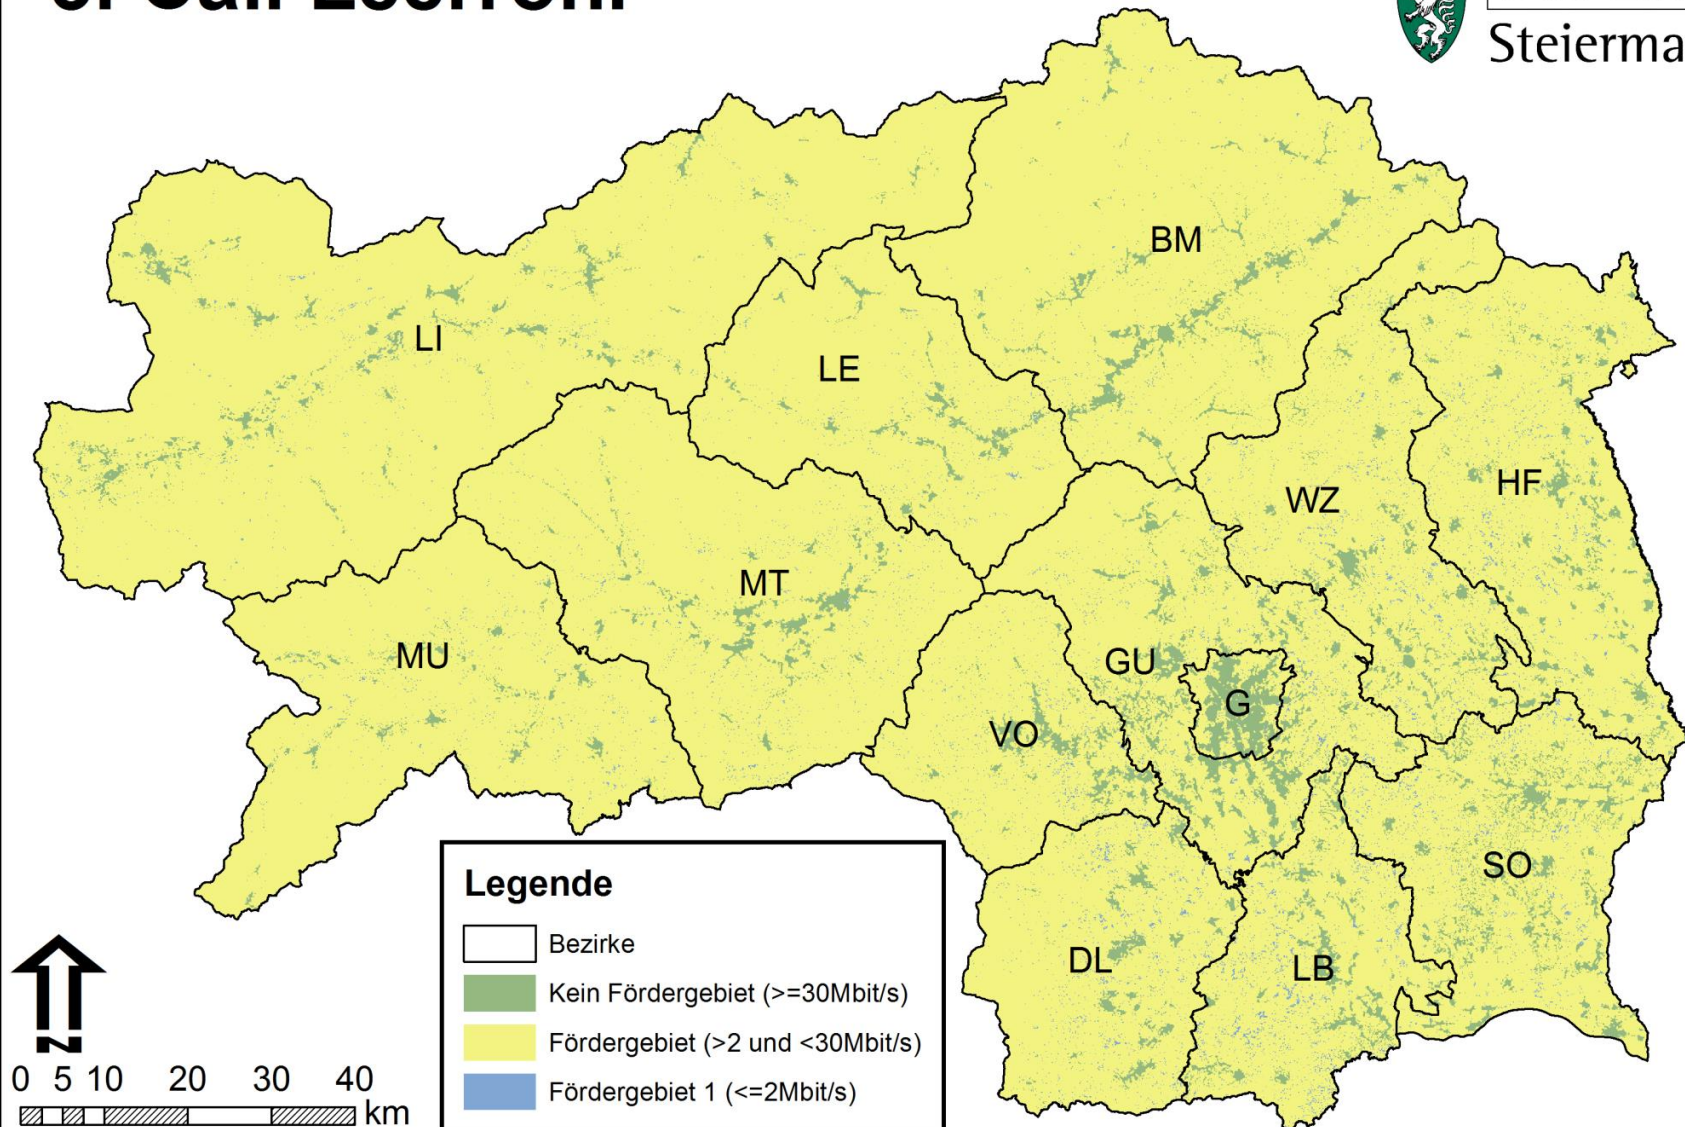 Steierma
BM
LI
LE
HF
WZ
MT
MU
GU
G
VO
SO
DL
LB
Legende
Bezirke
Kein Fördergebiet (>=30Mbit/s)
Fördergebiet (>2 und <30Mbit/s)
Fördergebiet 1 (<=2Mbit/s)
N
0 5 10 20 30 40
km